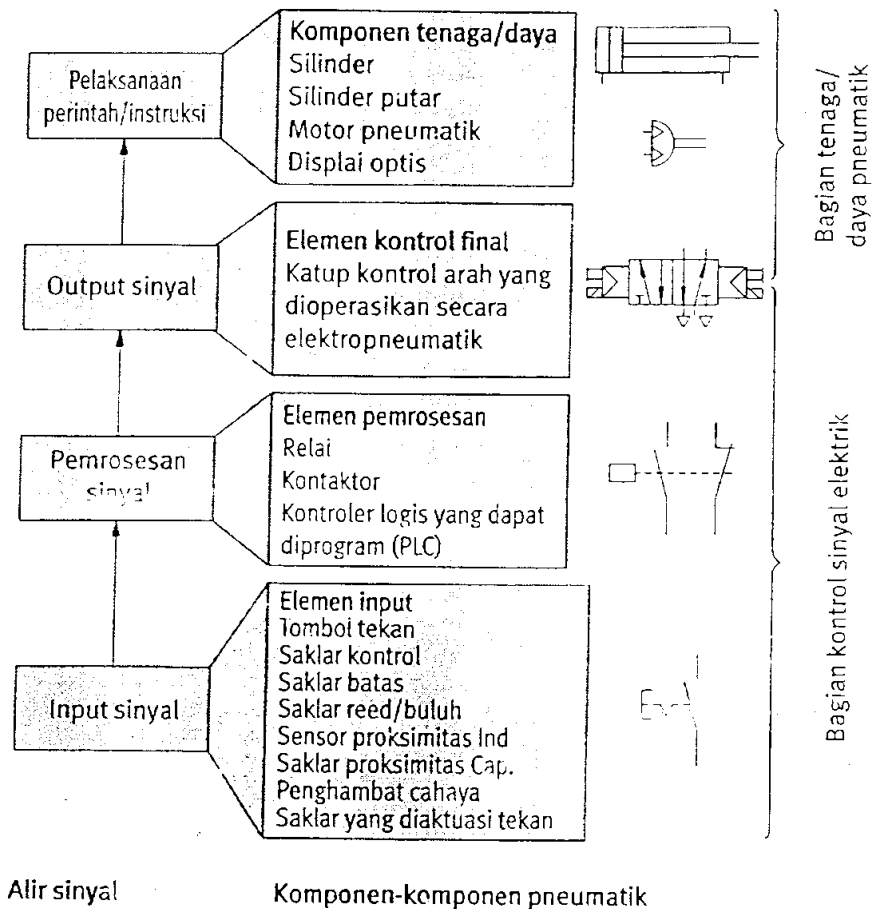 Pelaksanaan
perintah/instruksi
Komponen tenaga/daya
Silinder
Silinder putar
Motor pneumatik
Displai optis
Bagian tenaga/
daya pneumatik
Output sinyal
Elemen kontrol final
Katup kontrol arah yang
dioperasikan secara
elektropneumatik
Pemrosesan
sinyal
Elemen pemrosesan
Relai
Kontaktor
Kontroler logis yang dapat
diprogram (PLC)
Bagian kontrol sinyal elektrik
Input sinyal
Elemen input
Tombol tekan
Saklar kontrol
Saklar batas
Saklar reed/buluh
Sensor proksimitas Ind
Saklar proksimitas Cap.
Penghambat cahaya
Saklar yang diaktuasi tekan
Alir sinyal
Komponen-komponen pneumatik